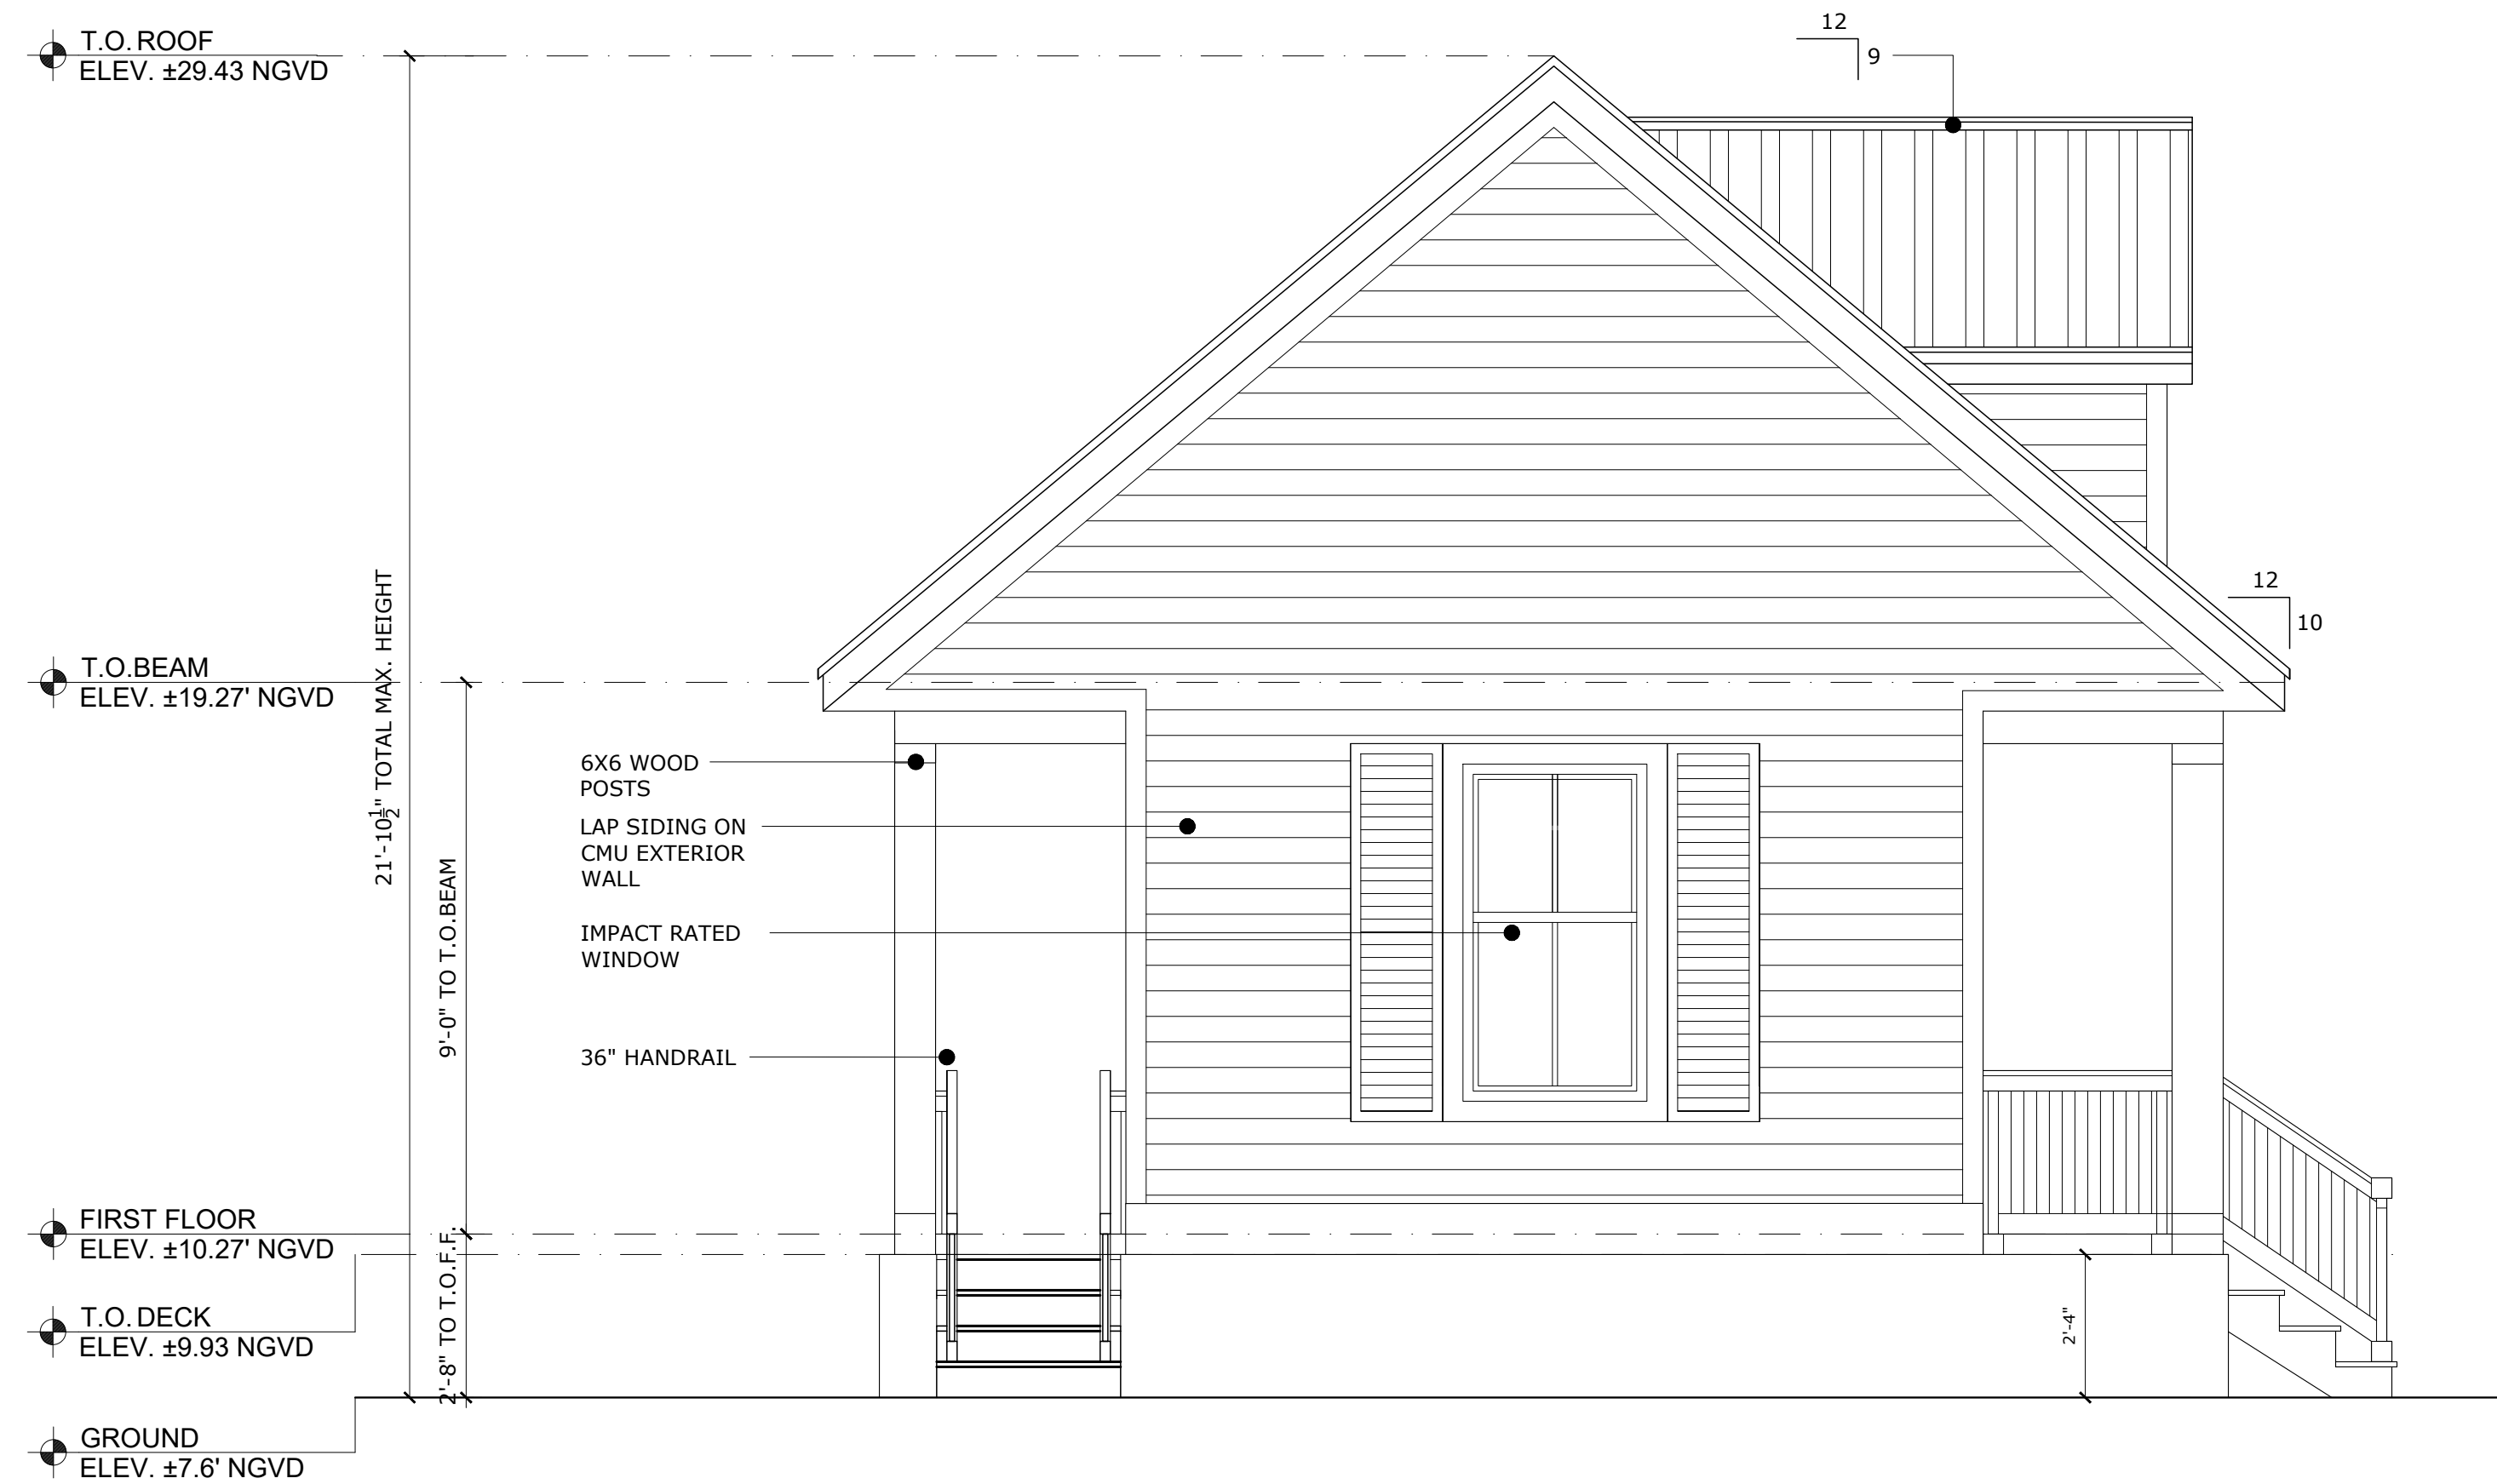 T.O. ROOF
ELEV. ±29.43 NGVD
12
9
T.O.BEAM
ELEV. ±19.27' NGVD
12
10
21'-10½" TOTAL MAX. HEIGHT
9'-0" TO T.O.BEAM
2'-8" TO T.O.F.F.
6X6 WOOD
POSTS
LAP SIDING ON
CMU EXTERIOR
WALL
IMPACT RATED
WINDOW
36" HANDRAIL
FIRST FLOOR
ELEV. ±10.27' NGVD
T.O. DECK
ELEV. ±9.93 NGVD
2'-4"
GROUND
ELEV. ±7.6' NGVD